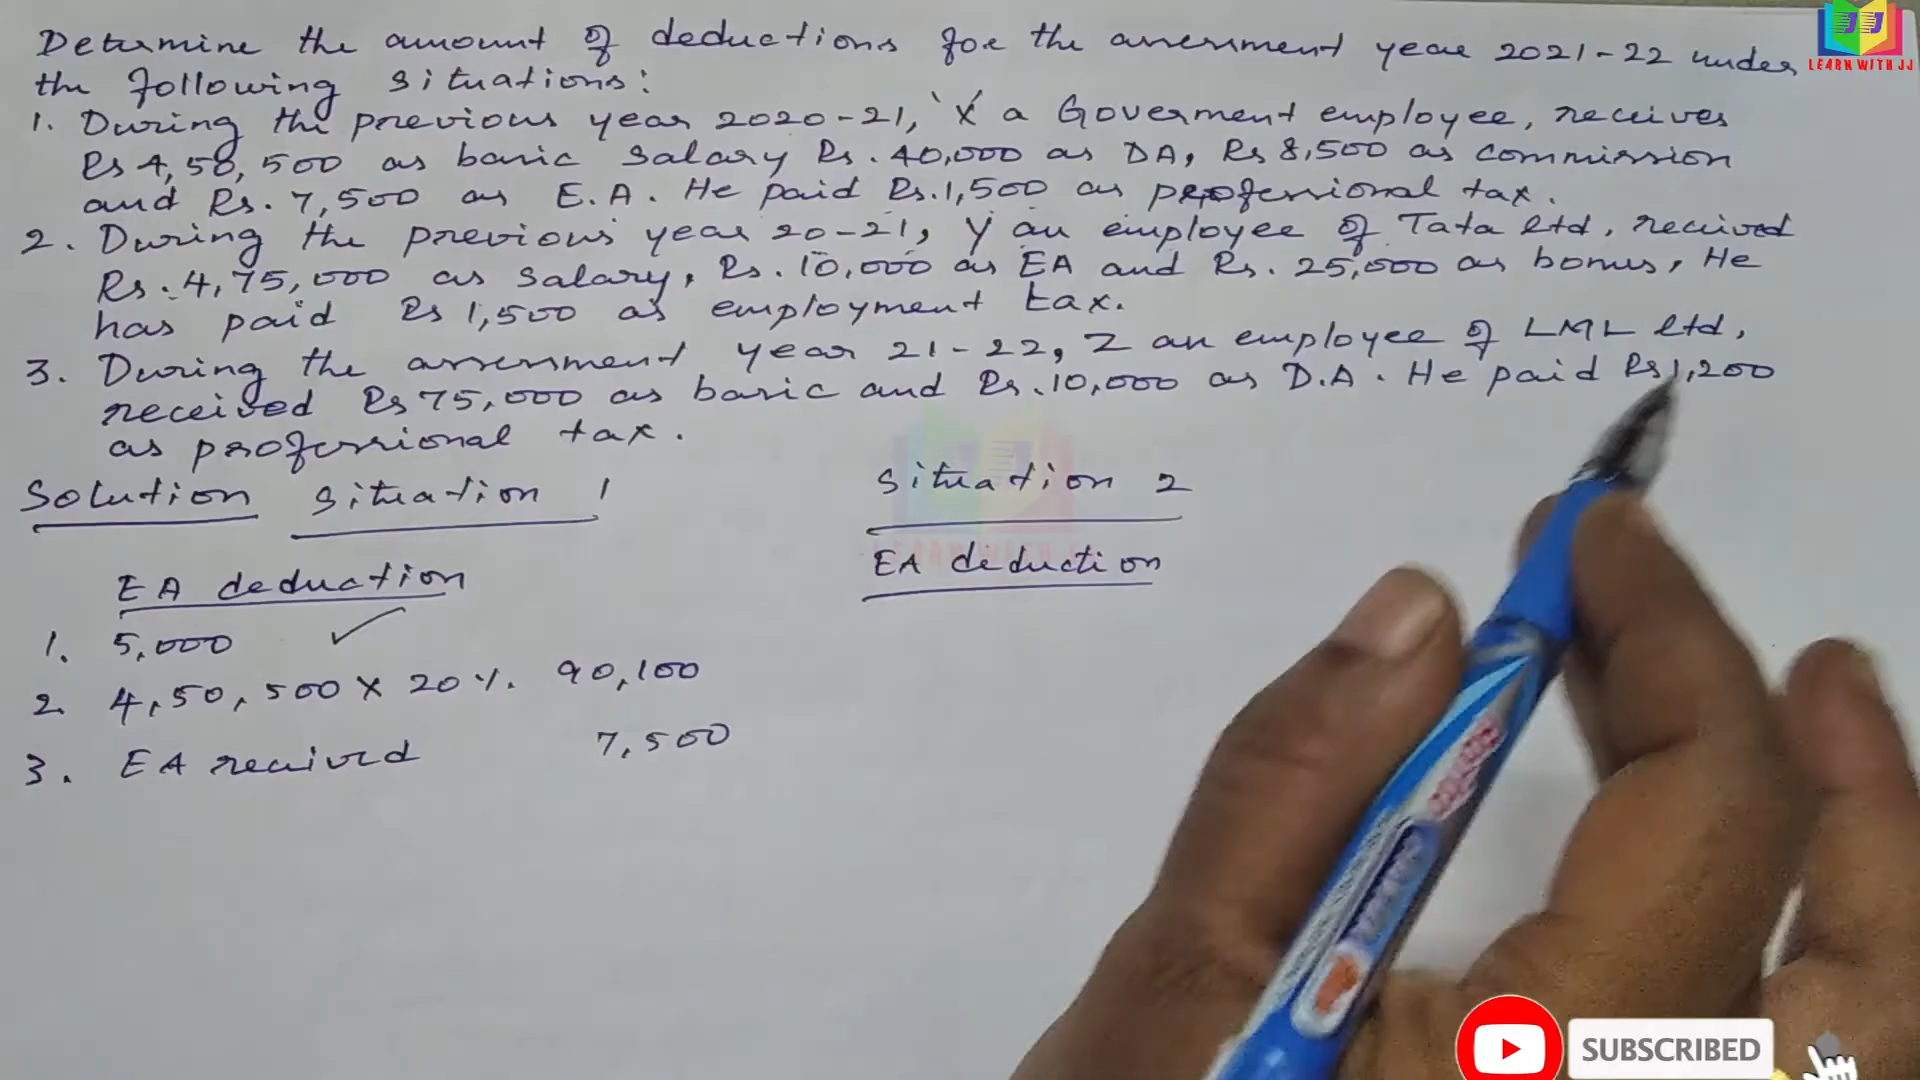 Determine the amount of deductions for the assessment year 2021-22 under
the following situations:
1. During the previous year 2020-21, 'X' a Goverment employee, receives
Rs 4,50,500 as basic salary Rs. 40,000 as DA, Rs 8,500 as commission
and Rs. 7,500 as E.A. He paid Rs.1,500 as professional tax.
2. During the previous year 20-21, Y an employee of Tata ltd, received
Rs. 4,75,000 as salary, Rs. 10,000 as EA and Rs. 25,000 as bonus, He
has paid Rs 1,500 as employment tax.
3. During the assessment year 21-22, Z an employee of LML ltd,
received Rs 75,000 as basic and Rs.10,000 as D.A. He paid Rs 1,200
as professional tax.
Solution Situation 1
Situation 2
EA deduction
EA deduction
1. 5,000 ✓
2. 4,50,500 x 20%. 90,100
3. EA received 7,500
JJ
LEARN WITH JJ
SUBSCRIBED